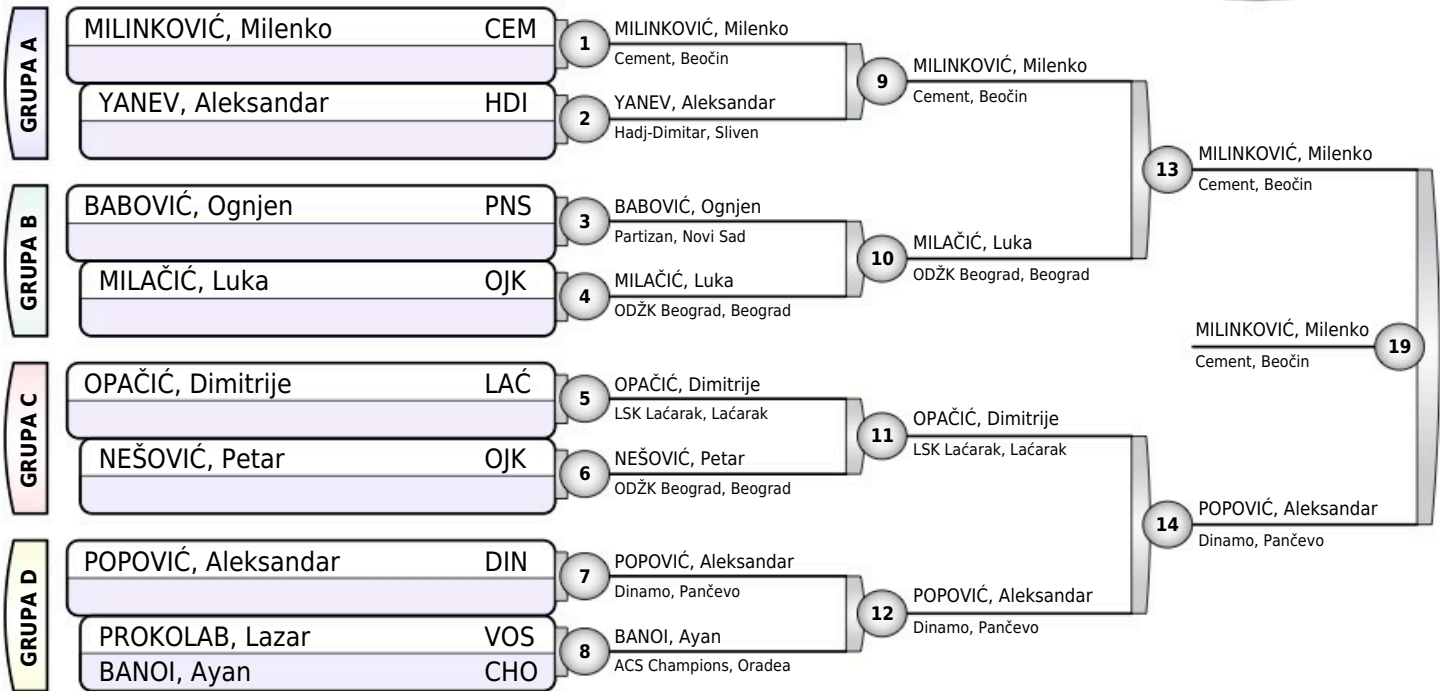 GRUPA A
MILINKOVIĆ, Milenko CEM
YANEV, Aleksandar HDI
1
MILINKOVIĆ, Milenko
Cement, Beočin
2
YANEV, Aleksandar
Hadj-Dimitar, Sliven
9
MILINKOVIĆ, Milenko
Cement, Beočin
GRUPA B
BABOVIĆ, Ognjen PNS
MILAČIĆ, Luka OJK
3
BABOVIĆ, Ognjen
Partizan, Novi Sad
4
MILAČIĆ, Luka
ODŽK Beograd, Beograd
10
MILAČIĆ, Luka
ODŽK Beograd, Beograd
13
MILINKOVIĆ, Milenko
Cement, Beočin
GRUPA C
OPAČIĆ, Dimitrije LAĆ
NEŠOVIĆ, Petar OJK
5
OPAČIĆ, Dimitrije
LSK Laćarak, Laćarak
6
NEŠOVIĆ, Petar
ODŽK Beograd, Beograd
11
OPAČIĆ, Dimitrije
LSK Laćarak, Laćarak
GRUPA D
POPOVIĆ, Aleksandar DIN
PROKOLAB, Lazar VOS
BANOI, Ayan CHO
7
POPOVIĆ, Aleksandar
Dinamo, Pančevo
8
BANOI, Ayan
ACS Champions, Oradea
12
POPOVIĆ, Aleksandar
Dinamo, Pančevo
14
POPOVIĆ, Aleksandar
Dinamo, Pančevo
MILINKOVIĆ, Milenko
Cement, Beočin
19